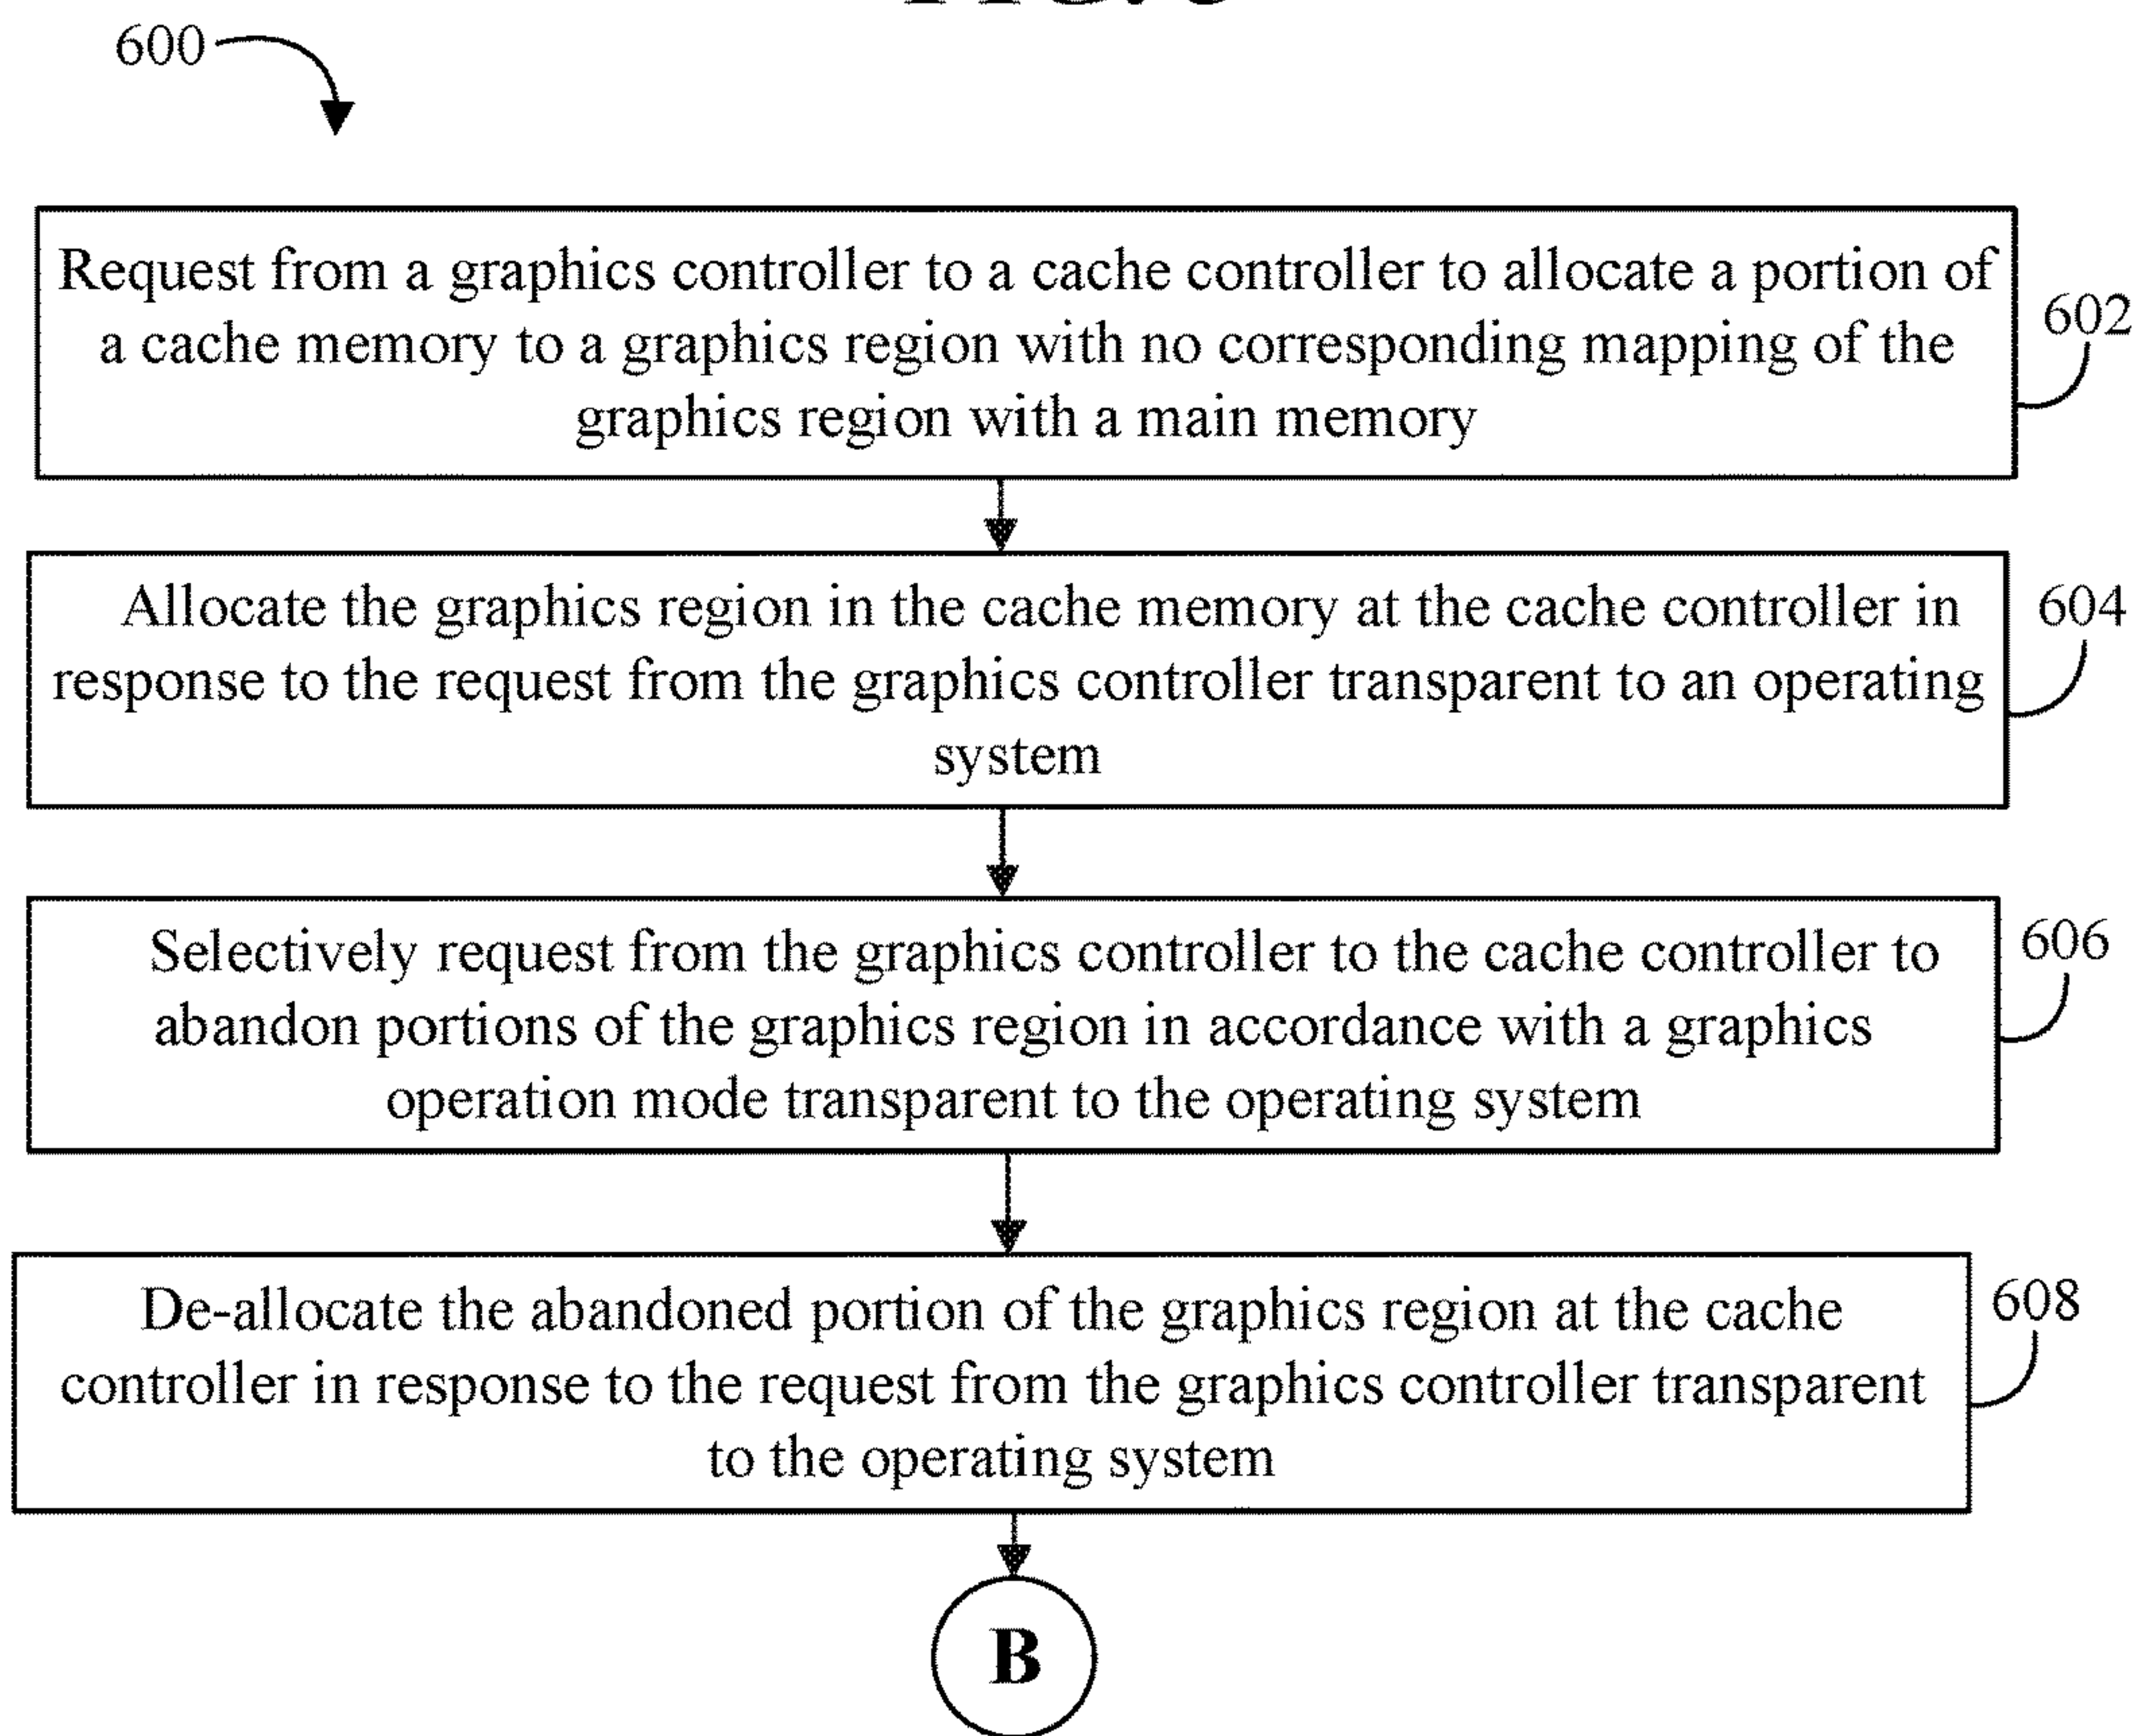 600
Request from a graphics controller to a cache controller to allocate a portion of
a cache memory to a graphics region with no corresponding mapping of the
graphics region with a main memory
602
Allocate the graphics region in the cache memory at the cache controller in
response to the request from the graphics controller transparent to an operating
system
604
Selectively request from the graphics controller to the cache controller to
abandon portions of the graphics region in accordance with a graphics
operation mode transparent to the operating system
606
De-allocate the abandoned portion of the graphics region at the cache
controller in response to the request from the graphics controller transparent
to the operating system
608
B